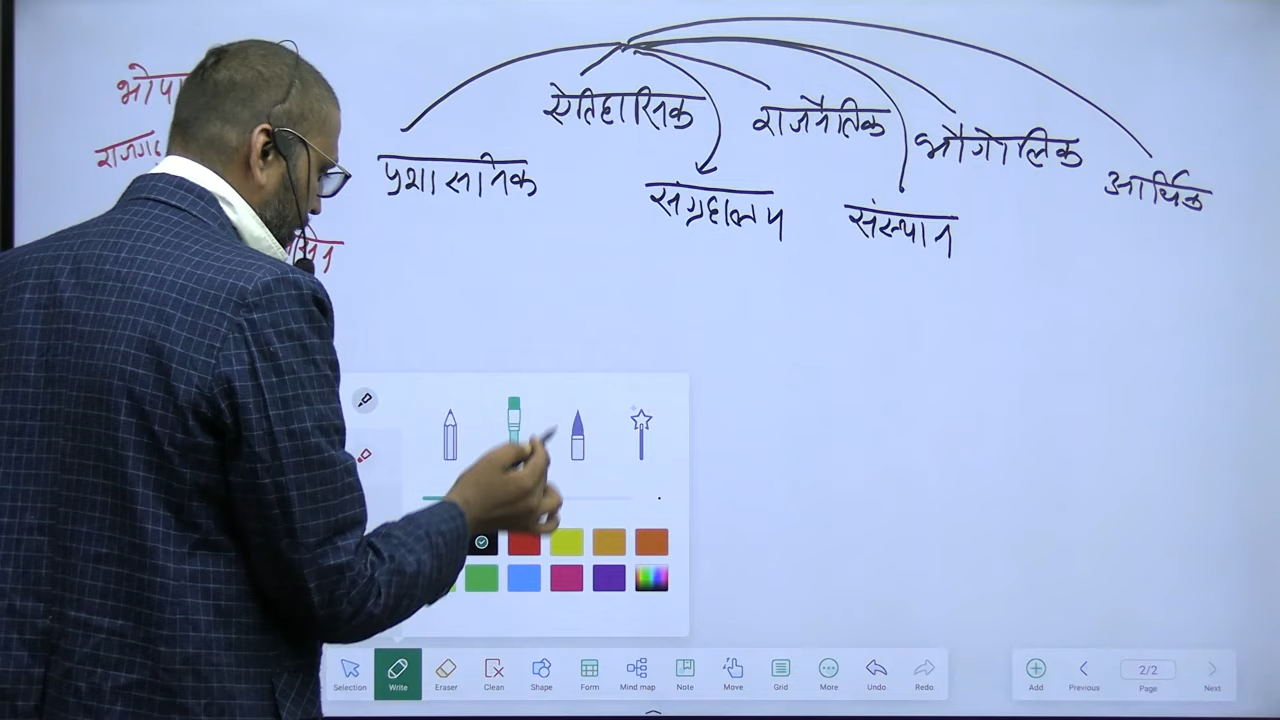 ऐतिहासिक
राजनैतिक
भौगोलिक
प्रशासनिक
संग्रहालय
संस्थान
आर्थिक
Selection
Write
Eraser
Clean
Shape
Form
Mind map
Note
Move
Grid
More
Undo
Redo
Add
Previous
2/2
Page
Next